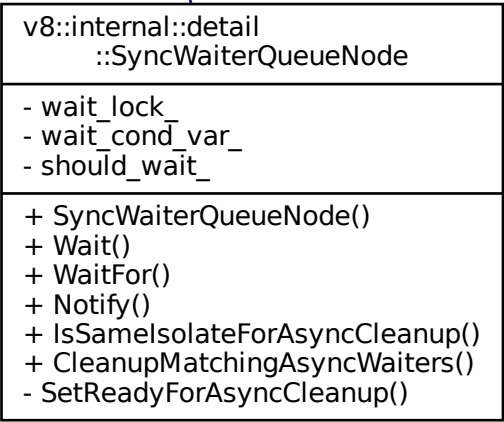 v8::internal::detail
::SyncWaiterQueueNode
- wait_lock_
- wait_cond_var_
- should_wait_
+ SyncWaiterQueueNode()
+ Wait()
+ WaitFor()
+ Notify()
+ IsSameIsolateForAsyncCleanup()
+ CleanupMatchingAsyncWaiters()
- SetReadyForAsyncCleanup()